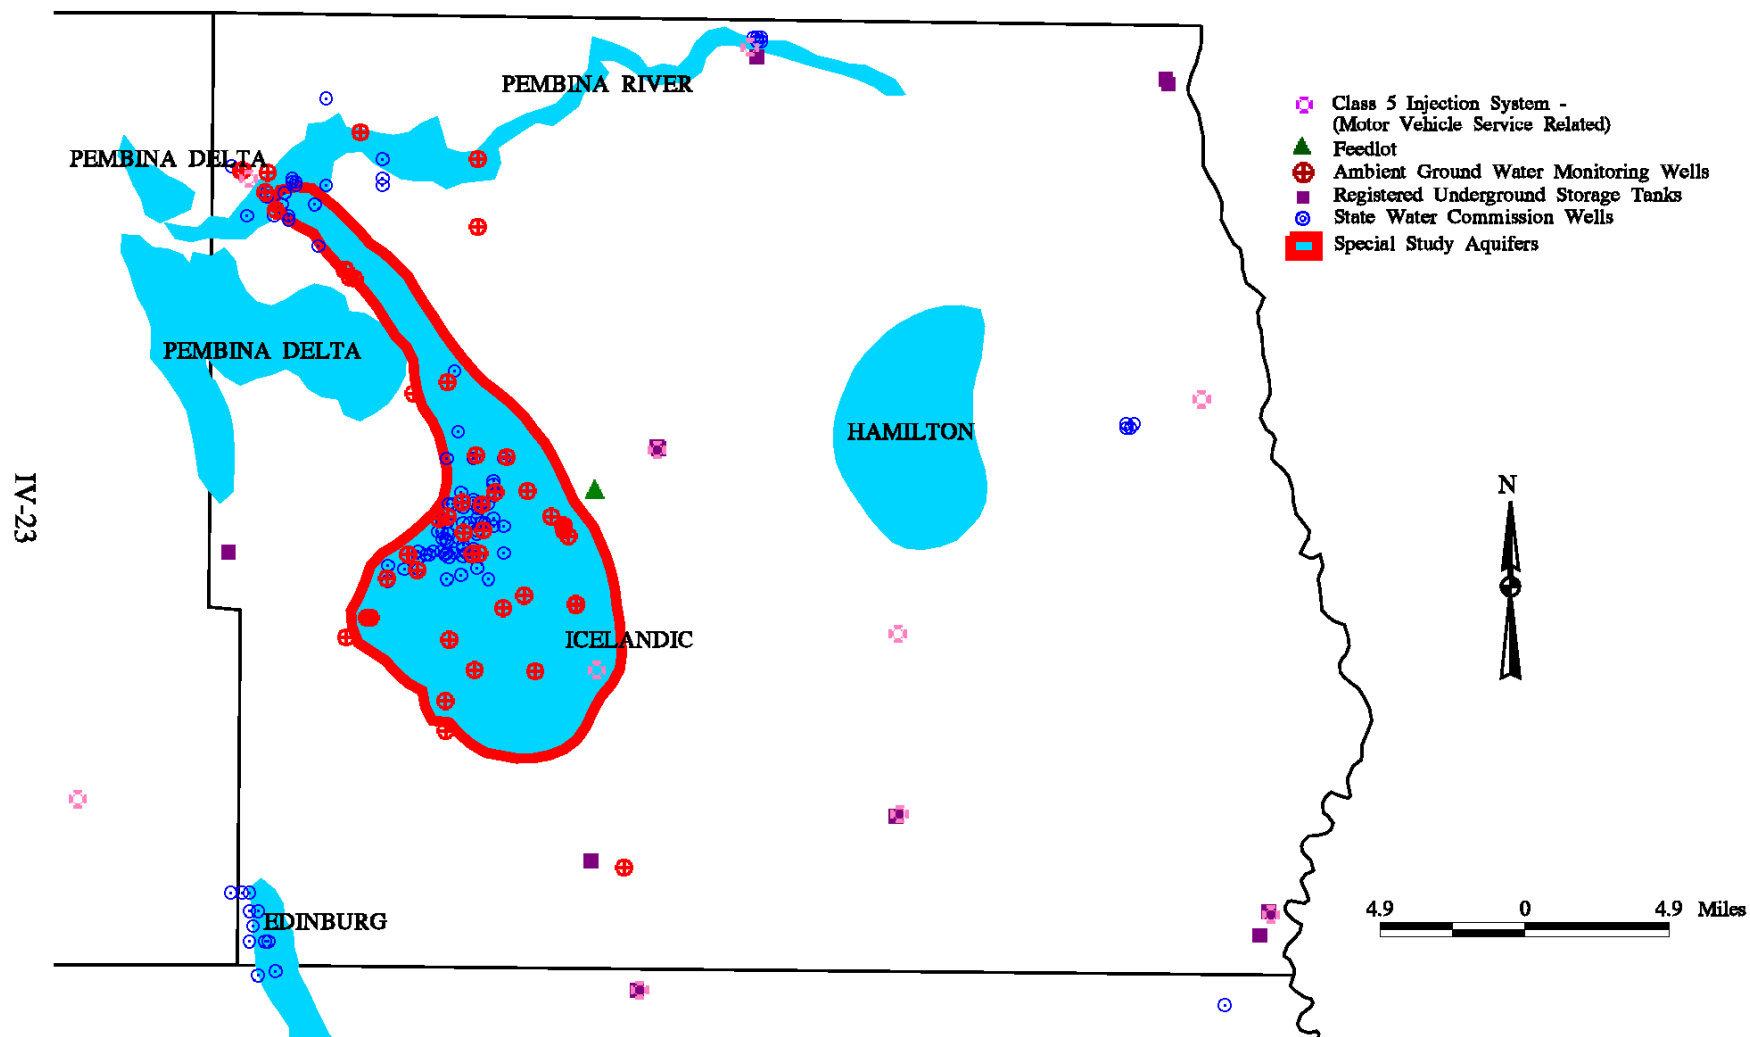 PEMBINA RIVER
PEMBINA DELTA
PEMBINA DELTA
HAMILTON
ICELANDIC
EDINBURG
IV-23
Class 5 Injection System -
(Motor Vehicle Service Related)
Feedlot
Ambient Ground Water Monitoring Wells
Registered Underground Storage Tanks
State Water Commission Wells
Special Study Aquifers
N
4.9 0 4.9 Miles